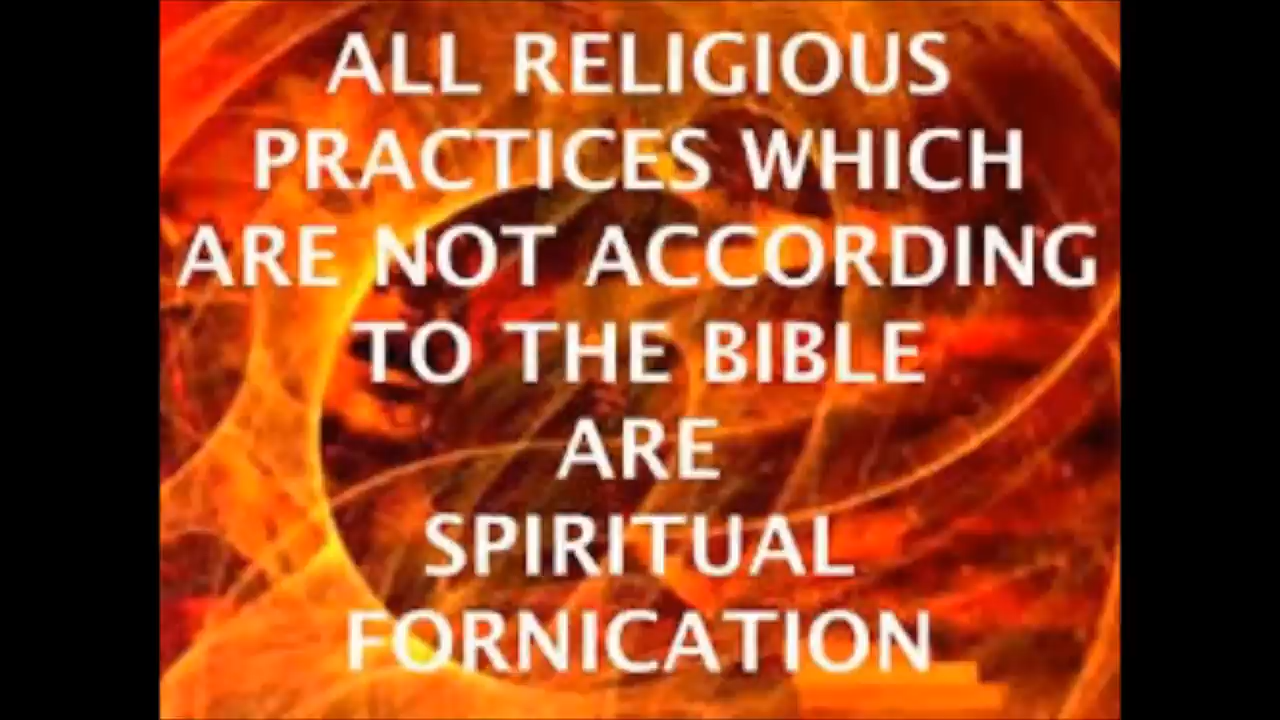 ALL RELIGIOUS
PRACTICES WHICH
ARE NOT ACCORDING
TO THE BIBLE
ARE
SPIRITUAL
FORNICATION